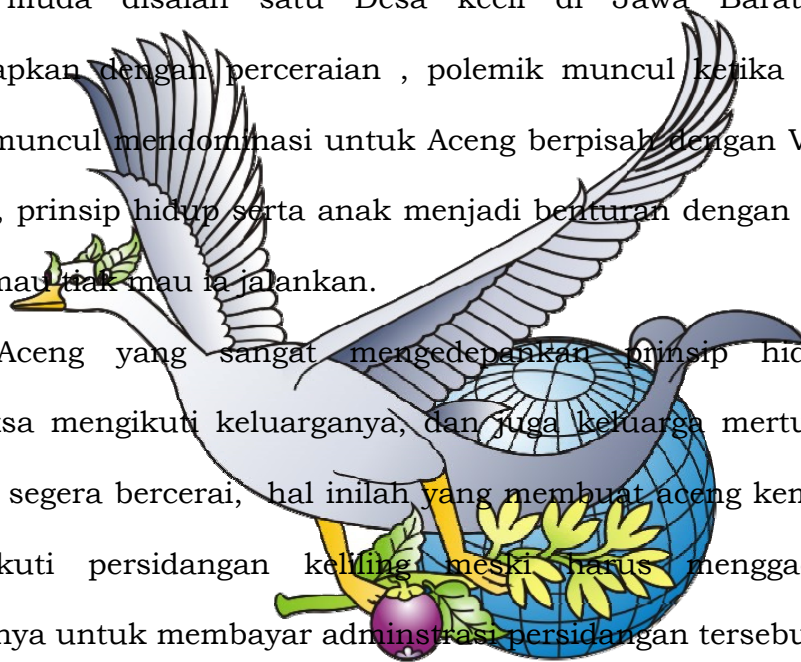 muda disalah satu Desa kecil di Jawa Barat
apkan dengan perceraian , polemik muncul ketika
muncul mendominasi untuk Aceng berpisah dengan V
, prinsip hidup serta anak menjadi benturan dengan
mau tiak mau ia jalankan.
Aceng yang sangat mengedepankan prinsip hid
sa mengikuti keluarganya, dan juga keluarga mertu
segera bercerai, hal inilah yang membuat aceng kem
kuti persidangan keliling meski harus mengga
nya untuk membayar adminstrasi persidangan tersebu